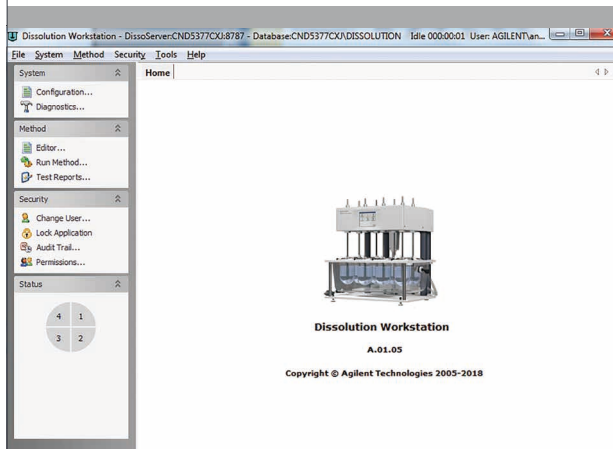 Dissolution Workstation - DissoServer:CND5377CXJ:8787 - Database:CND5377CXJ\DISSOLUTION Idle 000:00:01 User: AGILENT\an...
File System Method Security Tools Help
System
Configuration...
Diagnostics...
Method
Editor...
Run Method...
Test Reports...
Security
Change User...
Lock Application
Audit Trail...
Permissions...
Status
4 1
3 2
Home
Dissolution Workstation
A.01.05
Copyright © Agilent Technologies 2005-2018